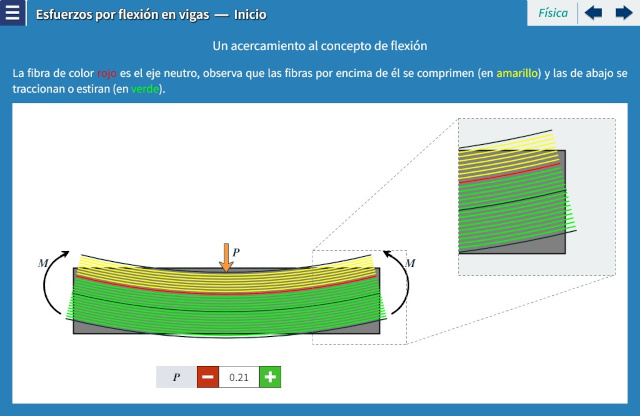 Esfuerzos por flexión en vigas — Inicio
Física
Un acercamiento al concepto de flexión
La fibra de color rojo es el eje neutro, observa que las fibras por encima de él se comprimen (en amarillo) y las de abajo se
traccionan o estiran (en verde).
P
M
M
P
0.21